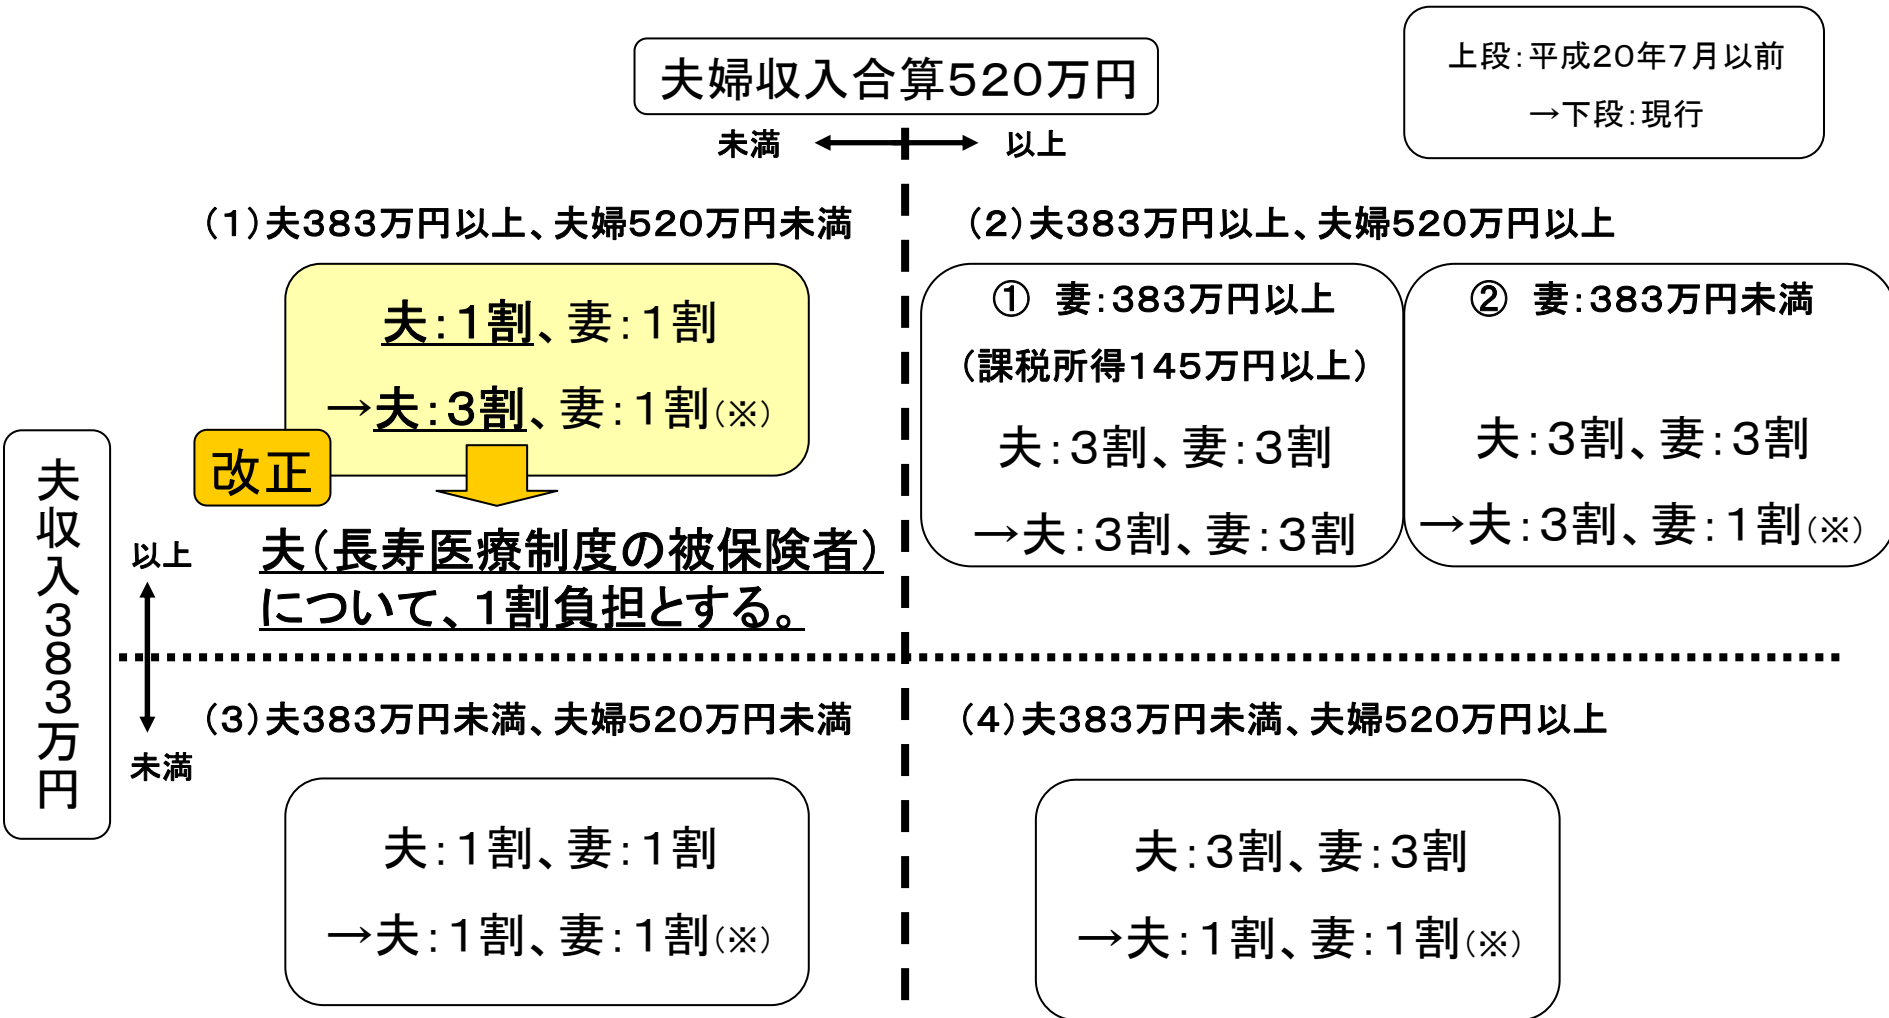 夫婦収入合算520万円
上段:平成20年7月以前
→下段:現行
未満
以上
(1)夫383万円以上、夫婦520万円未満
夫:1割、妻:1割
→夫:3割、妻:1割(※)
改正
夫(長寿医療制度の被保険者)
について、1割負担とする。
(2)夫383万円以上、夫婦520万円以上
① 妻:383万円以上
(課税所得145万円以上)
夫:3割、妻:3割
→夫:3割、妻:3割
② 妻:383万円未満
夫:3割、妻:3割
→夫:3割、妻:1割(※)
夫収入383万円
以上
未満
(3)夫383万円未満、夫婦520万円未満
夫:1割、妻:1割
→夫:1割、妻:1割(※)
(4)夫383万円未満、夫婦520万円以上
夫:3割、妻:3割
→夫:1割、妻:1割(※)